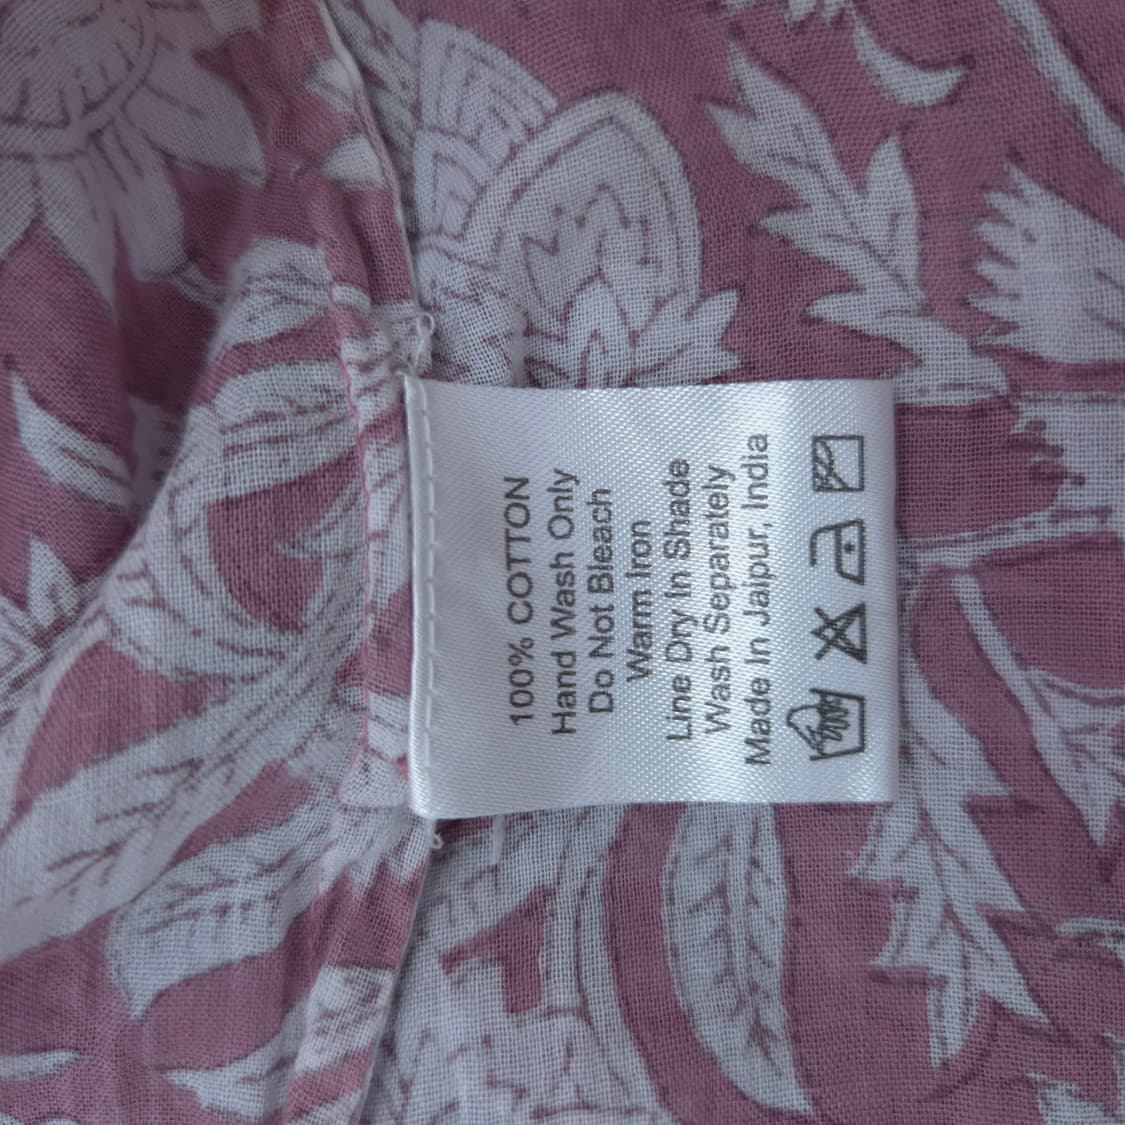 100% COTTON
Hand Wash Only
Do Not Bleach
Warm Iron
Line Dry In Shade
Wash Separately
Made In Jaipur, India